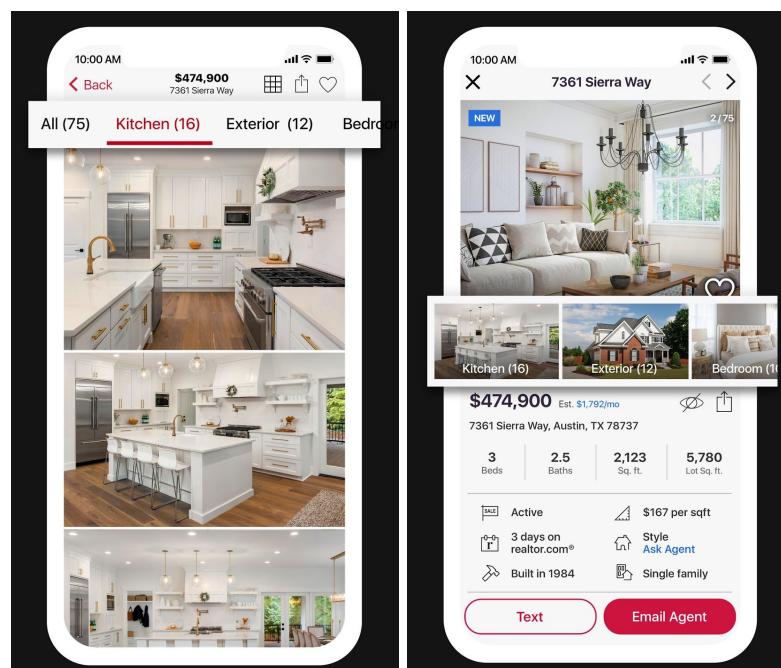 10:00 AM
Back
$474,900
7361 Sierra Way
All (75)
Kitchen (16)
Exterior (12)
Bedroo
10:00 AM
7361 Sierra Way
NEW
2/75
Kitchen (16)
Exterior (12)
Bedroom (1
$474,900 Est. $1,792/mo
7361 Sierra Way, Austin, TX 78737
3
Beds
2.5
Baths
2,123
Sq. ft.
5,780
Lot Sq. ft.
SALE
Active
$167 per sqft
r
3 days on
realtor.com®
Style
Ask Agent
Built in 1984
Single family
Text
Email Agent